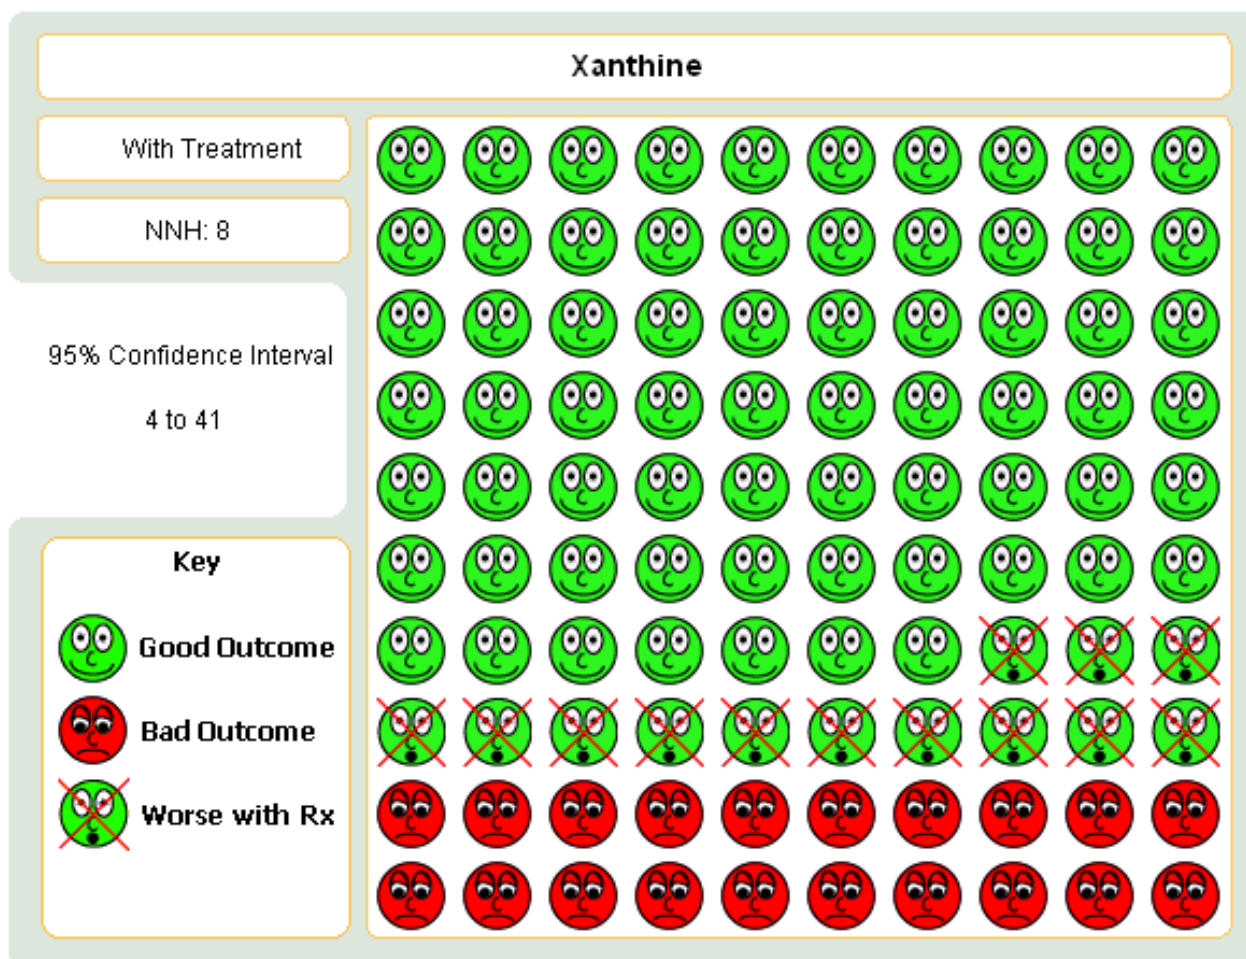 Xanthine
With Treatment
NNH: 8
95% Confidence Interval
4 to 41
Key
Good Outcome
Bad Outcome
Worse with Rx